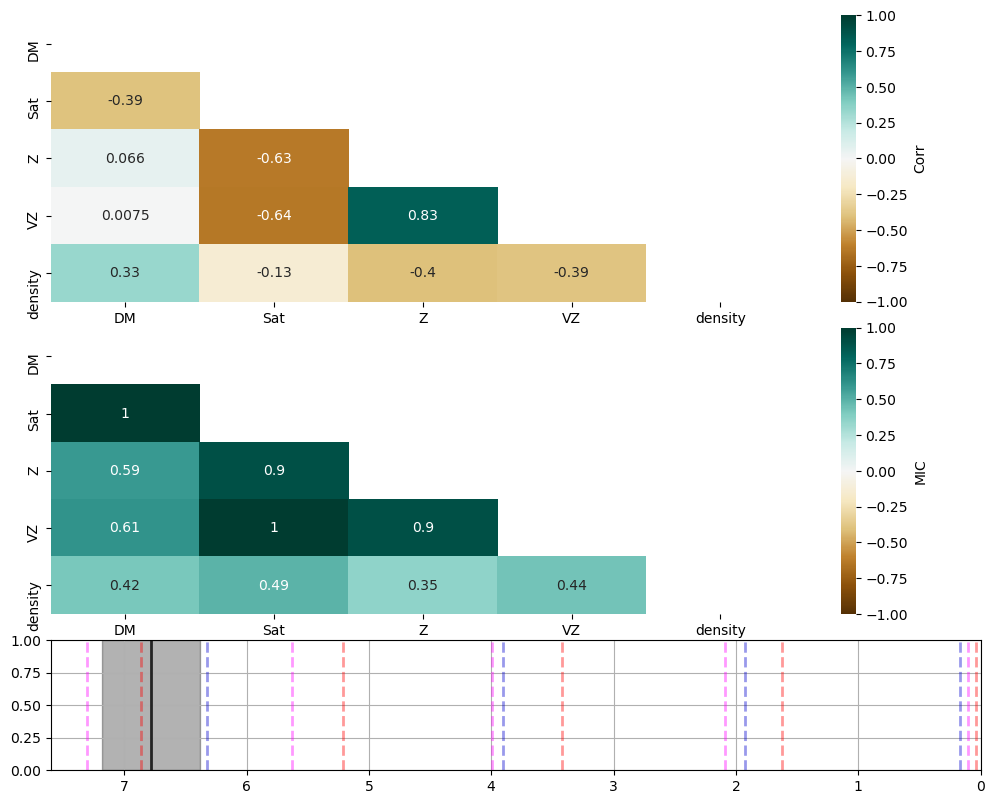 DM
Sat
Z
VZ
density
-0.39
0.066 -0.63
0.0075 -0.64 0.83
0.33 -0.13 -0.4 -0.39
DM Sat Z VZ density
1.00
0.75
0.50
0.25
0.00
−0.25
−0.50
−0.75
−1.00
Corr
DM
Sat
Z
VZ
density
1
0.59 0.9
0.61 1 0.9
0.42 0.49 0.35 0.44
DM Sat Z VZ density
1.00
0.75
0.50
0.25
0.00
−0.25
−0.50
−0.75
−1.00
MIC
1.00
0.75
0.50
0.25
0.00
7 6 5 4 3 2 1 0